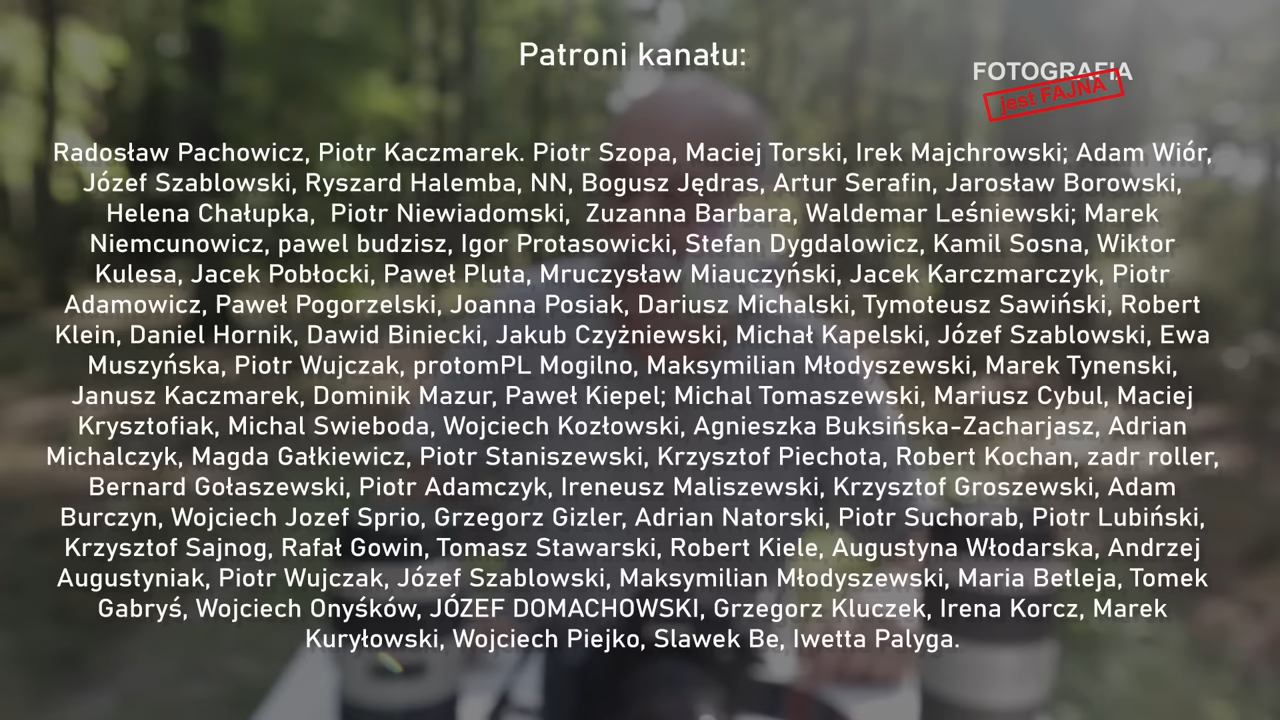 Patroni kanału:
FOTOGRAFIA
jest FAJNA
Radosław Pachowicz, Piotr Kaczmarek. Piotr Szopa, Maciej Torski, Irek Majchrowski; Adam Wiór,
Józef Szablowski, Ryszard Halemba, NN, Bogusz Jędras, Artur Serafin, Jarosław Borowski,
Helena Chałupka,  Piotr Niewiadomski,  Zuzanna Barbara, Waldemar Leśniewski; Marek
Niemcunowicz, pawel budzisz, Igor Protasowicki, Stefan Dygdalowicz, Kamil Sosna, Wiktor
Kulesa, Jacek Pobłocki, Paweł Pluta, Mruczysław Miauczyński, Jacek Karczmarczyk, Piotr
Adamowicz, Paweł Pogorzelski, Joanna Posiak, Dariusz Michalski, Tymoteusz Sawiński, Robert
Klein, Daniel Hornik, Dawid Biniecki, Jakub Czyżniewski, Michał Kapelski, Józef Szablowski, Ewa
Muszyńska, Piotr Wujczak, protomPL Mogilno, Maksymilian Młodyszewski, Marek Tynenski,
Janusz Kaczmarek, Dominik Mazur, Paweł Kiepel; Michal Tomaszewski, Mariusz Cybul, Maciej
Krysztofiak, Michal Swieboda, Wojciech Kozłowski, Agnieszka Buksińska-Zacharjasz, Adrian
Michalczyk, Magda Gałkiewicz, Piotr Staniszewski, Krzysztof Piechota, Robert Kochan, zadr roller,
Bernard Gołaszewski, Piotr Adamczyk, Ireneusz Maliszewski, Krzysztof Groszewski, Adam
Burczyn, Wojciech Jozef Sprio, Grzegorz Gizler, Adrian Natorski, Piotr Suchorab, Piotr Lubiński,
Krzysztof Sajnog, Rafał Gowin, Tomasz Stawarski, Robert Kiele, Augustyna Włodarska, Andrzej
Augustyniak, Piotr Wujczak, Józef Szablowski, Maksymilian Młodyszewski, Maria Betleja, Tomek
Gabryś, Wojciech Onyśków, JÓZEF DOMACHOWSKI, Grzegorz Kluczek, Irena Korcz, Marek
Kuryłowski, Wojciech Piejko, Slawek Be, Iwetta Palyga.